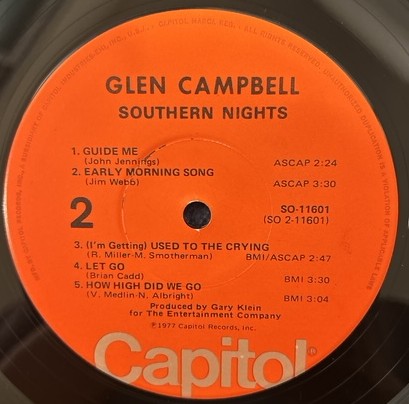 GLEN CAMPBELL
SOUTHERN NIGHTS
1. GUIDE ME
(John Jennings) ASCAP 2:24
2. EARLY MORNING SONG
(Jim Webb) ASCAP 3:30
2 SO-11601
(SO 2-11601)
3. (I'm Getting) USED TO THE CRYING
(R. Miller-M. Smotherman) BMI/ASCAP 2:47
4. LET GO
(Brian Cadd) BMI 3:30
5. HOW HIGH DID WE GO
(V. Medlin-N. Albright) BMI 3:04
Produced by Gary Klein
for The Entertainment Company
℗1977 Capitol Records, Inc.
Capitol®